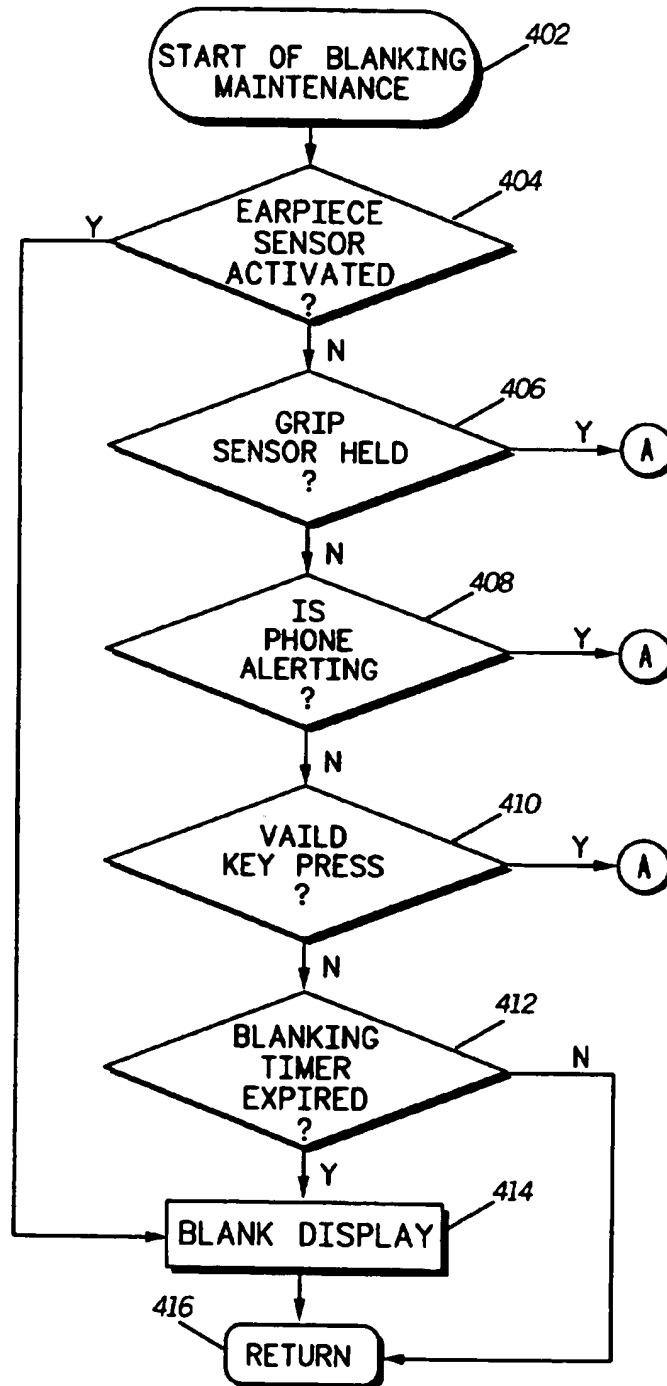 START OF BLANKING
MAINTENANCE
402
EARPIECE
SENSOR
ACTIVATED
?
404
Y
N
GRIP
SENSOR HELD
?
406
Y
A
N
IS
PHONE
ALERTING
?
408
Y
A
N
VAILD
KEY PRESS
?
410
Y
A
N
BLANKING
TIMER
EXPIRED
?
412
N
Y
BLANK DISPLAY
414
RETURN
416